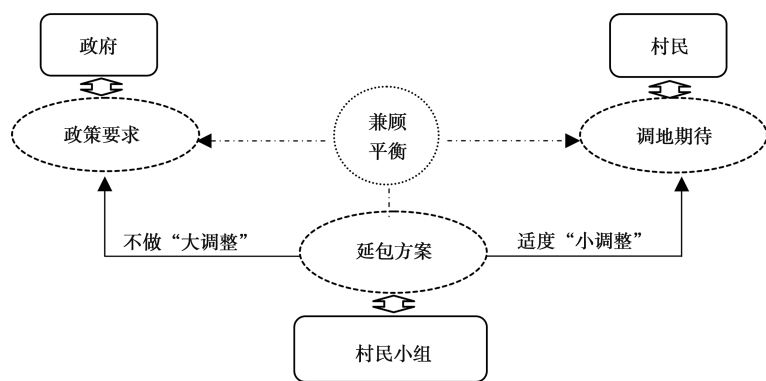 政府
村民
政策要求
兼顾
平衡
调地期待
不做“大调整”
延包方案
适度“小调整”
村民小组